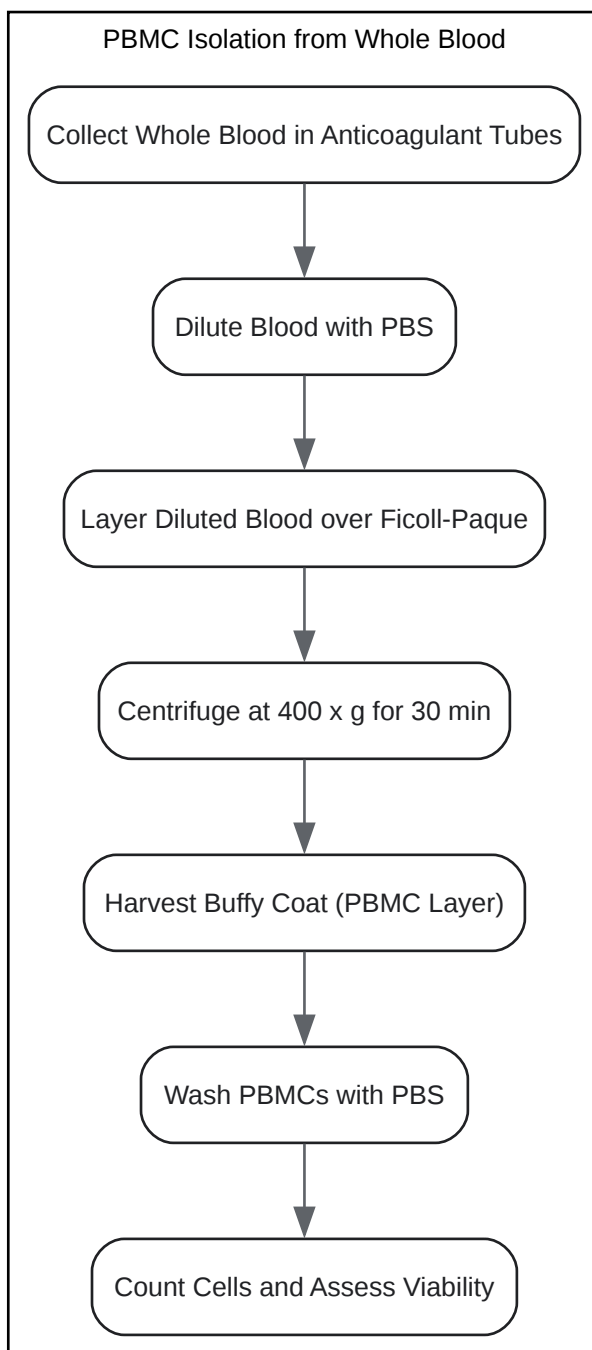 PBMC Isolation from Whole Blood
Collect Whole Blood in Anticoagulant Tubes
Dilute Blood with PBS
Layer Diluted Blood over Ficoll-Paque
Centrifuge at 400 x g for 30 min
Harvest Buffy Coat (PBMC Layer)
Wash PBMCs with PBS
Count Cells and Assess Viability